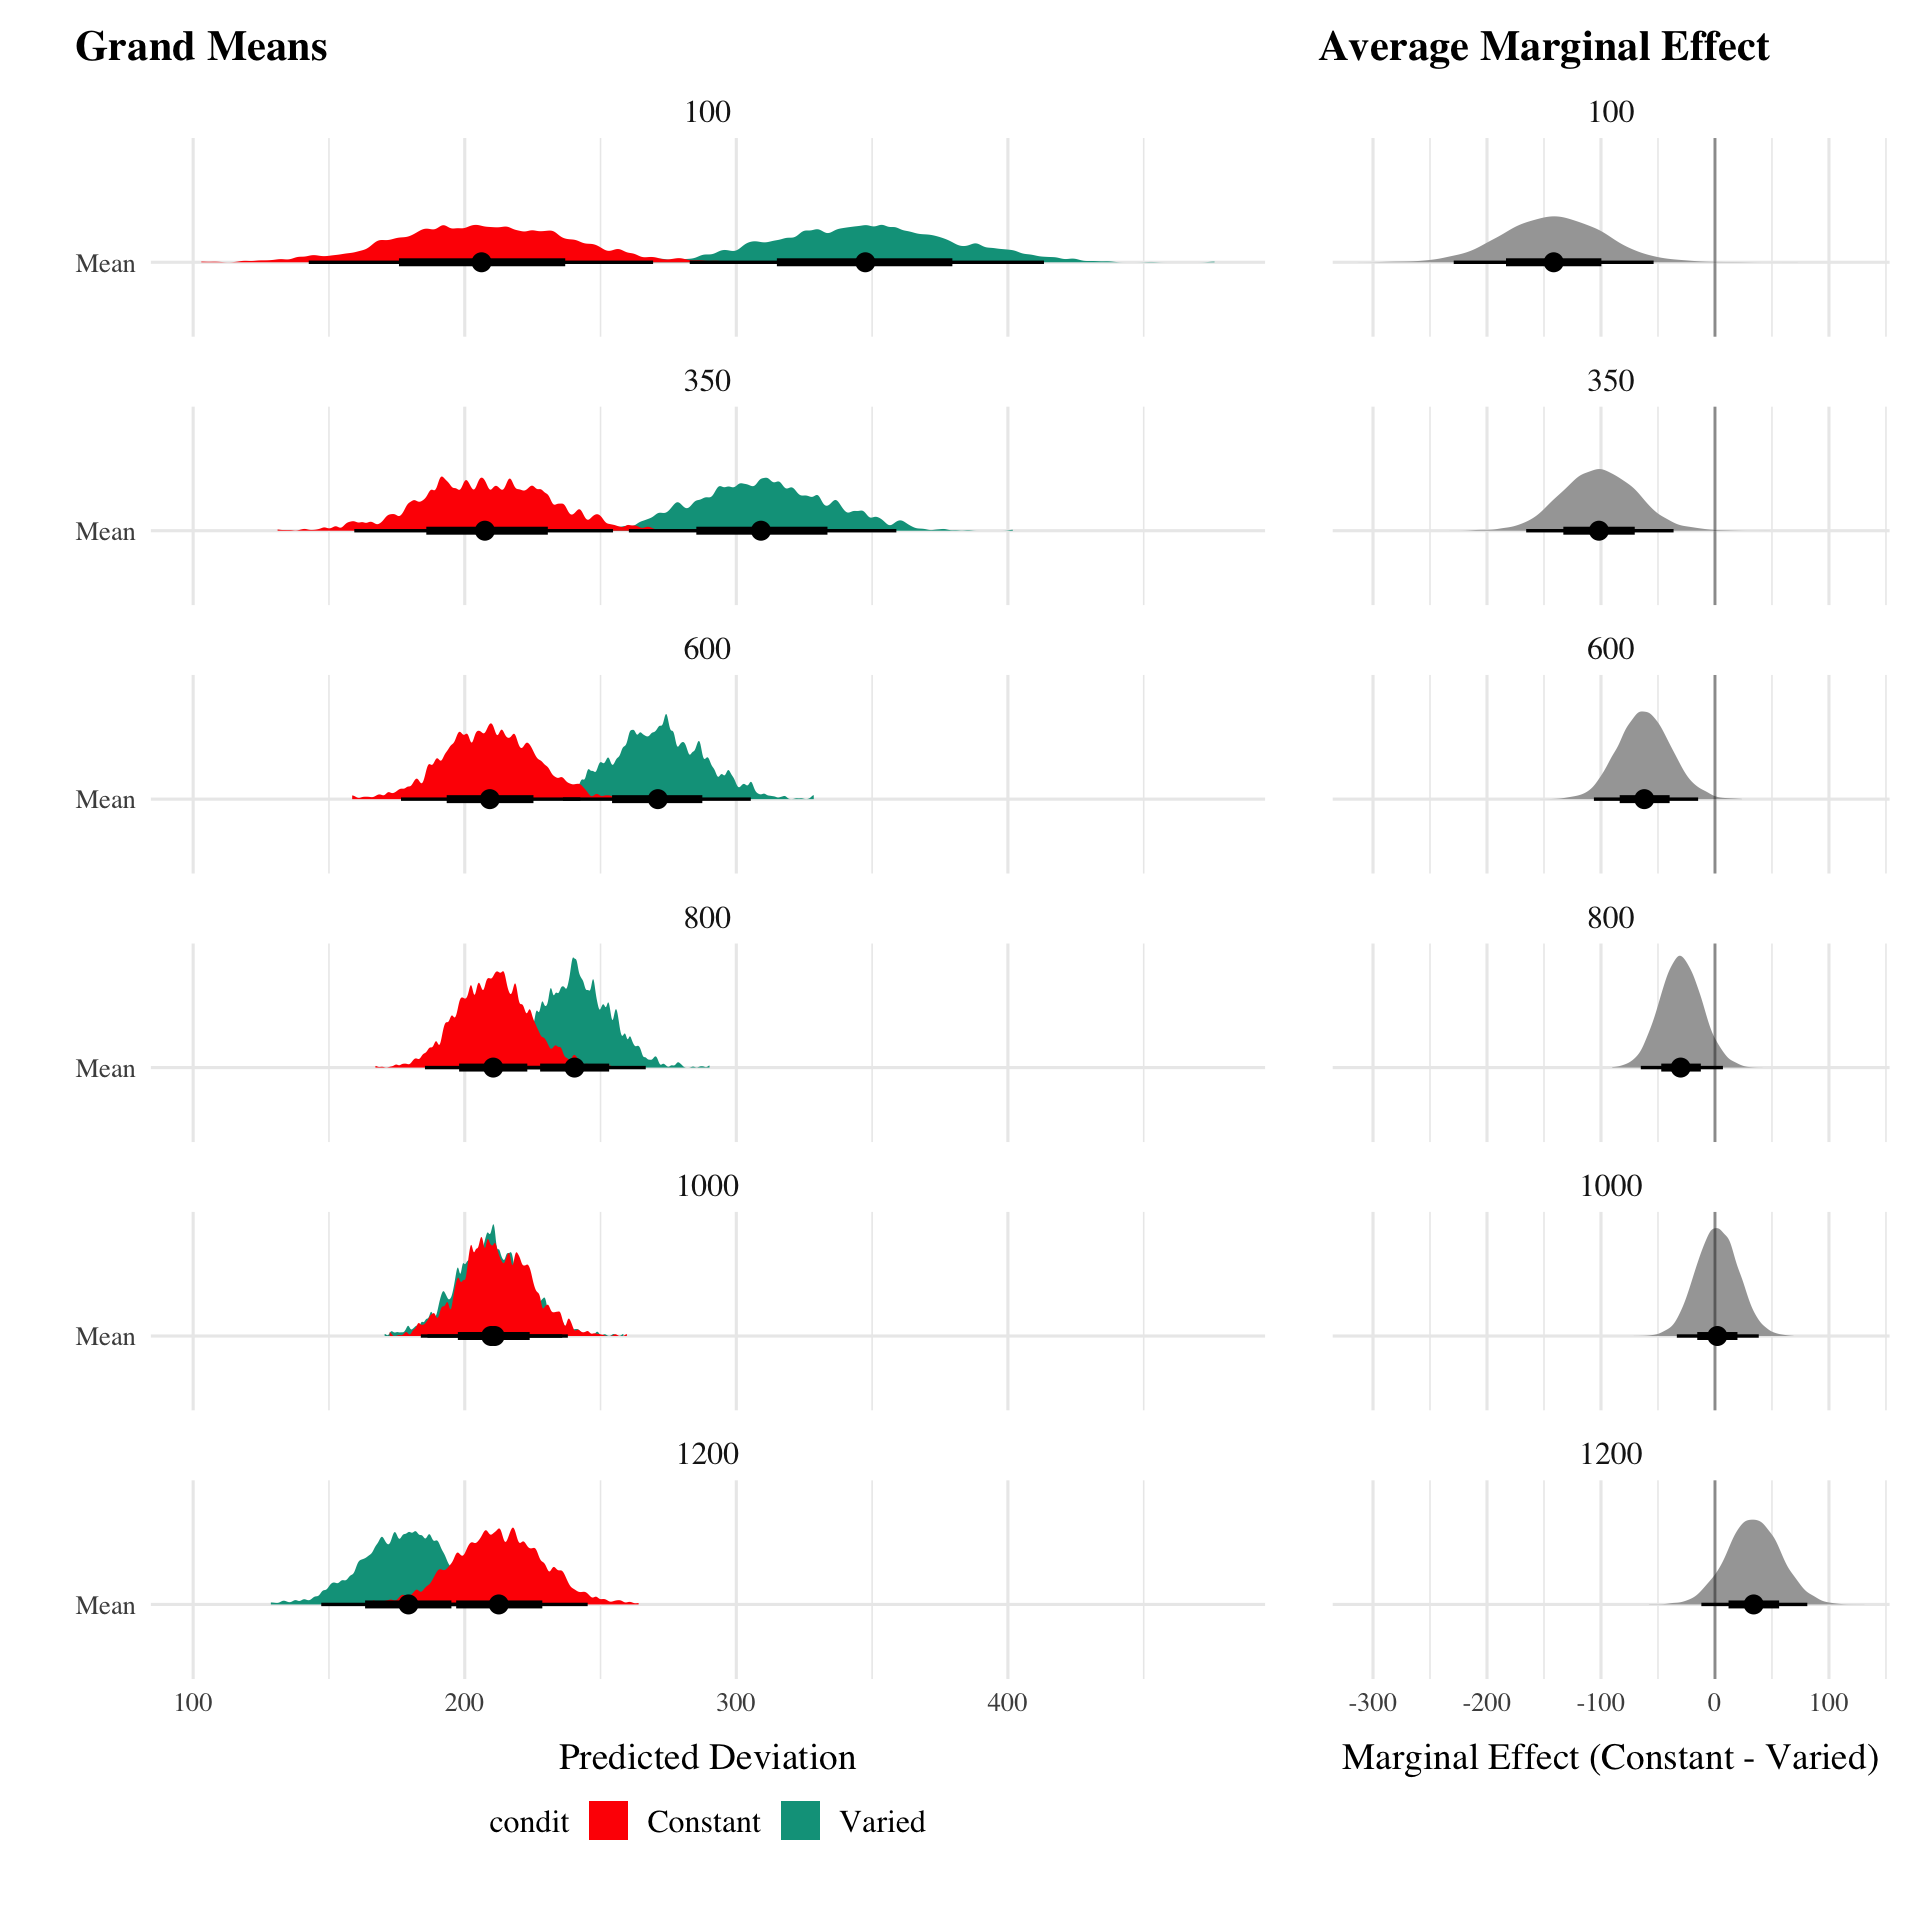 Grand Means
Average Marginal Effect
100
100
Mean
350
350
Mean
600
600
Mean
800
800
Mean
1000
1000
Mean
1200
1200
Mean
100 200 300 400
-300 -200 -100 0 100
Predicted Deviation
Marginal Effect (Constant - Varied)
condit Constant Varied